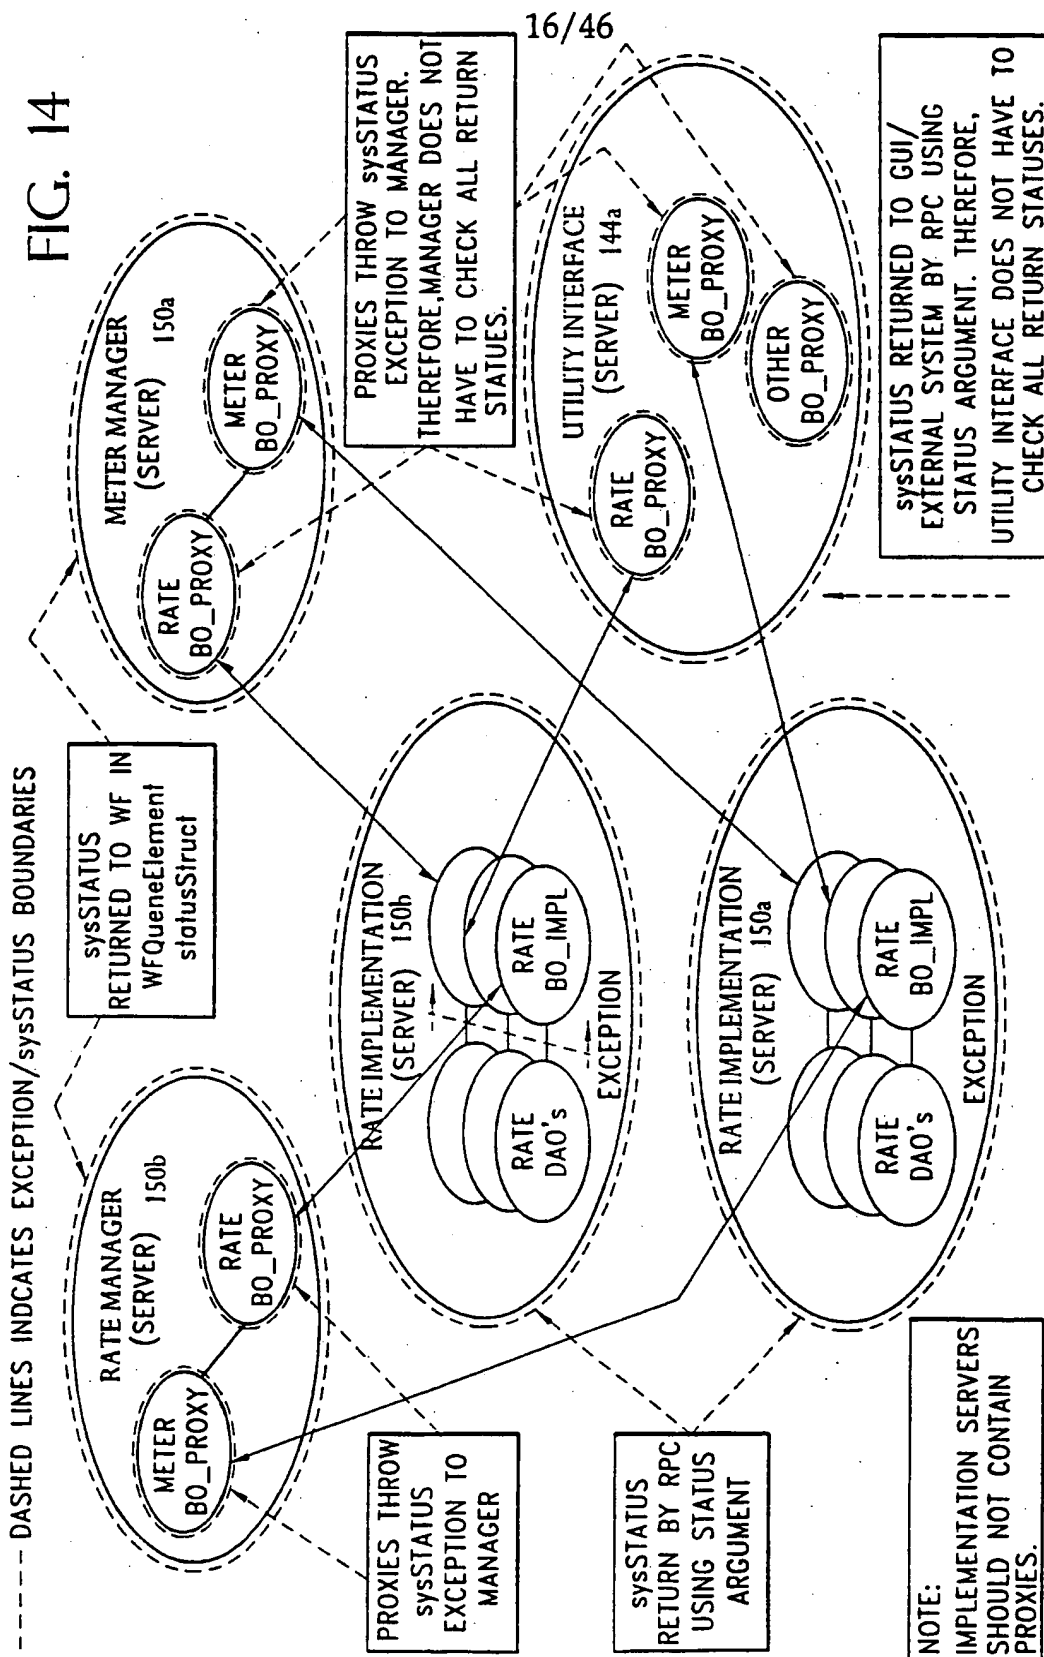 16/46
FIG. 14
DASHED LINES INDCATES EXCEPTION/sysSTATUS BOUNDARIES
RATE MANAGER
(SERVER) 150b
METER
BO_PROXY
RATE
BO_PROXY
sysSTATUS
RETURNED TO WF IN
WFQueneElement
statusStruct
METER MANAGER
(SERVER) 150a
RATE
BO_PROXY
METER
BO_PROXY
PROXIES THROW sysSTATUS
EXCEPTION TO MANAGER.
THEREFORE,MANAGER DOES NOT
HAVE TO CHECK ALL RETURN
STATUES.
PROXIES THROW
sysSTATUS
EXCEPTION TO
MANAGER
RATE IMPLEMENTATION
(SERVER) 150b
RATE
DAO's
RATE
BO_IMPL
EXCEPTION
UTILITY INTERFACE
(SERVER) 144a
RATE
BO_PROXY
METER
BO_PROXY
OTHER
BO_PROXY
sysSTATUS
RETURN BY RPC
USING STATUS
ARGUMENT
RATE IMPLEMENTATION
(SERVER) 150a
RATE
DAO's
RATE
BO_IMPL
EXCEPTION
sysSTATUS RETURNED TO GUI/
EXTERNAL SYSTEM BY RPC USING
STATUS ARGUMENT. THEREFORE,
UTILITY INTERFACE DOES NOT HAVE TO
CHECK ALL RETURN STATUSES.
NOTE:
IMPLEMENTATION SERVERS
SHOULD NOT CONTAIN
PROXIES.